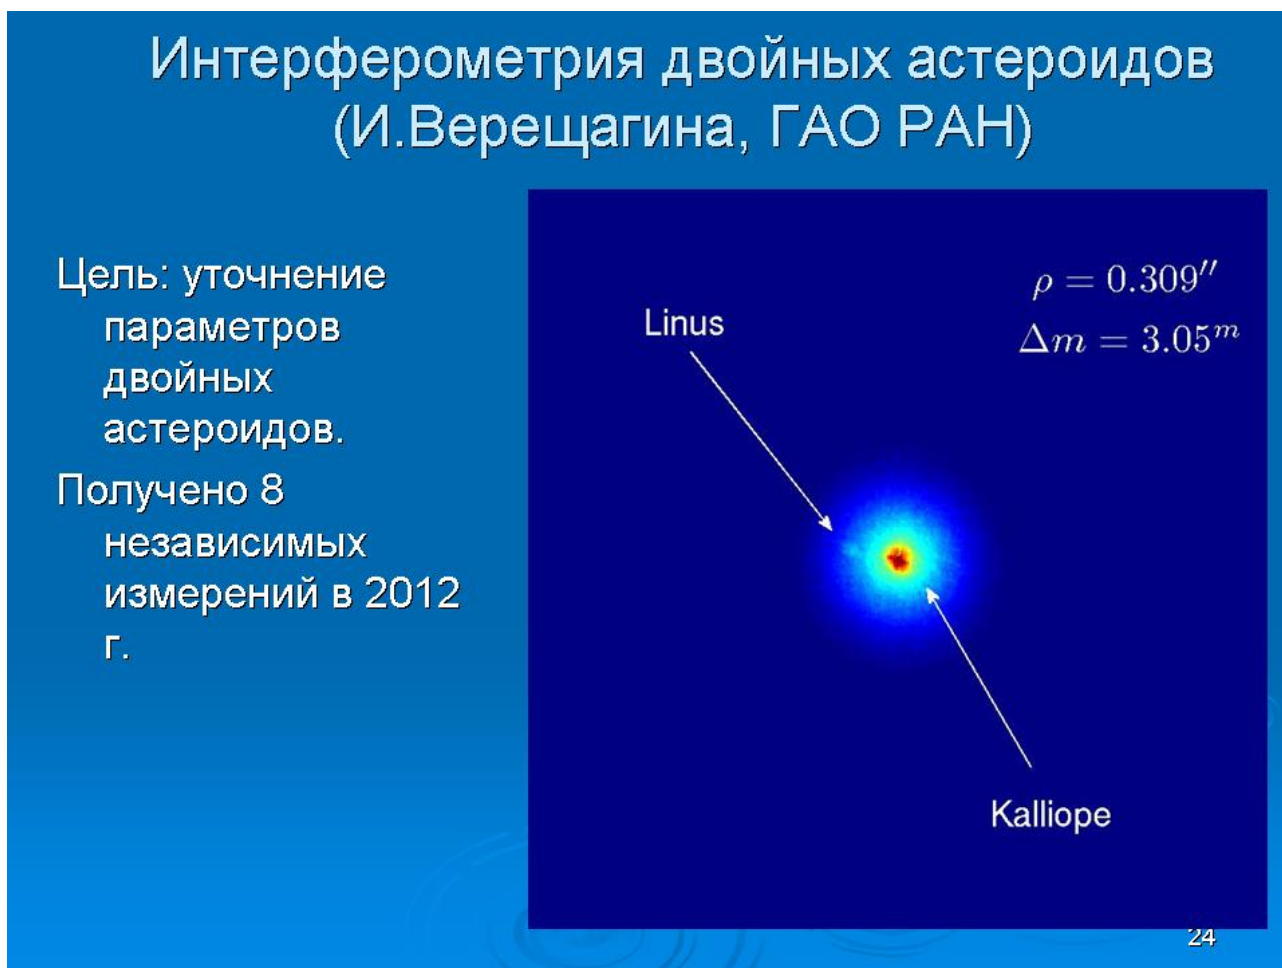 Интерферометрия двойных астероидов
(И.Верещагина, ГАО РАН)
Цель: уточнение
параметров
двойных
астероидов.
Получено 8
независимых
измерений в 2012
г.
ρ = 0.309″
Δm = 3.05ᵐ
Linus
Kalliope
24